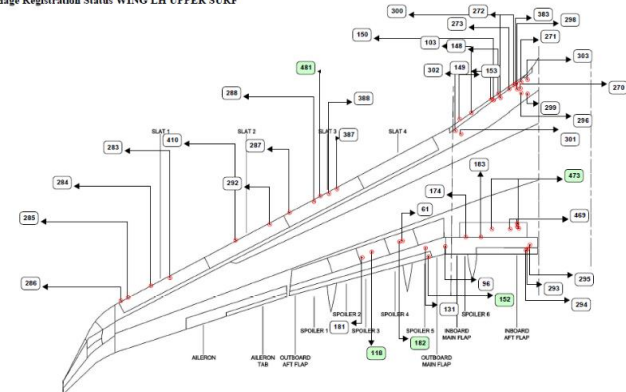 nage Registration Status WING LH UPPER SURF
300
272
383
273
298
150
103
148
271
303
481
302
149
153
270
288
388
299
296
387
301
SLAT 1
SLAT 2
SLAT 3
SLAT 4
410
287
283
183
473
292
174
284
61
469
285
286
295
96
293
152
294
131
SPOILER 1
SPOILER 2
SPOILER 3
SPOILER 4
SPOILER 5
SPOILER 6
181
118
182
AILERON
AILERON
TAB
OUTBOARD
AFT FLAP
OUTBOARD
MAIN FLAP
INBOARD
MAIN FLAP
INBOARD
AFT FLAP